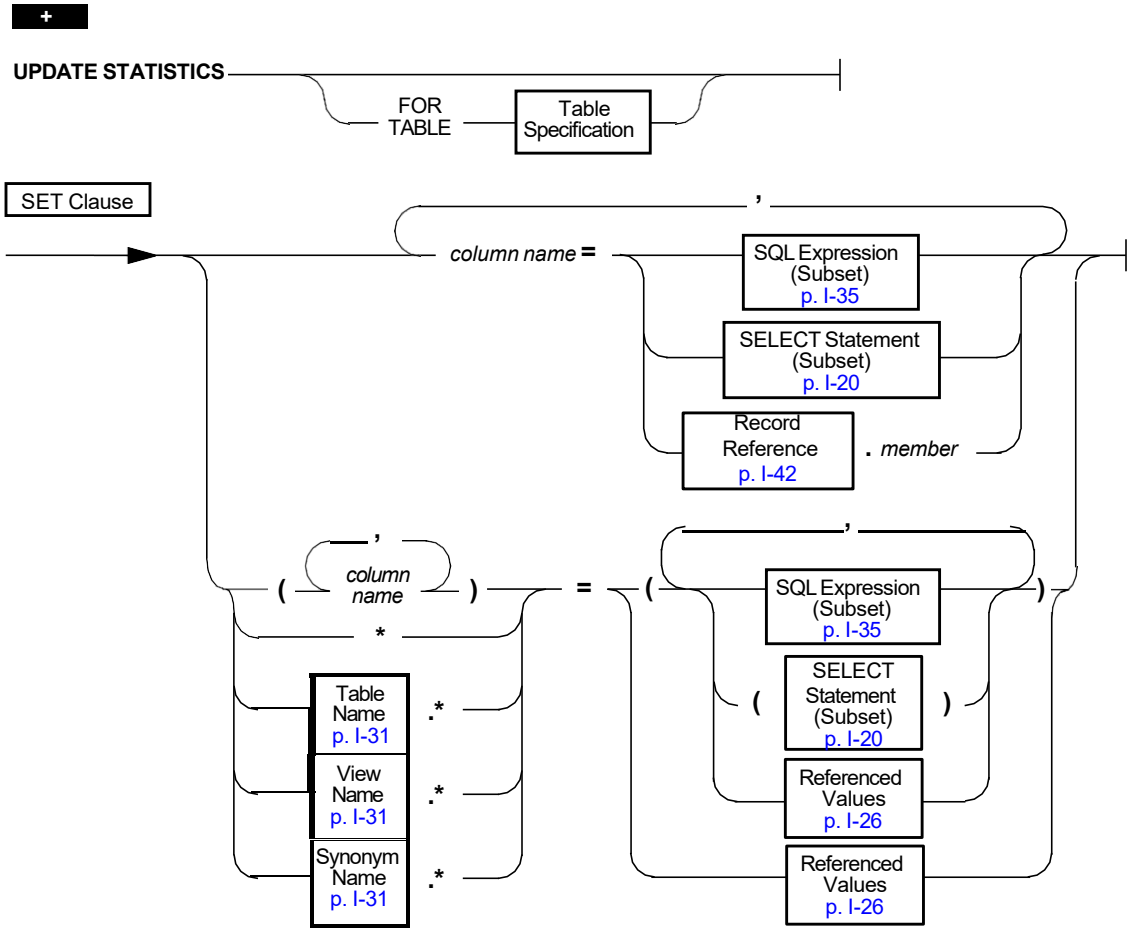 +
UPDATE STATISTICS
FOR
TABLE
Table
Specification
SET Clause
,
column name =
SQL Expression
(Subset)
p. I-35
SELECT Statement
(Subset)
p. I-20
Record
Reference
p. I-42
. member
,
( column
name )
=
*
Table
Name
p. I-31
.*
View
Name
p. I-31
.*
Synonym
Name
p. I-31
.*
,
(
SQL Expression
(Subset)
p. I-35
)
(
SELECT
Statement
(Subset)
p. I-20
)
Referenced
Values
p. I-26
Referenced
Values
p. I-26